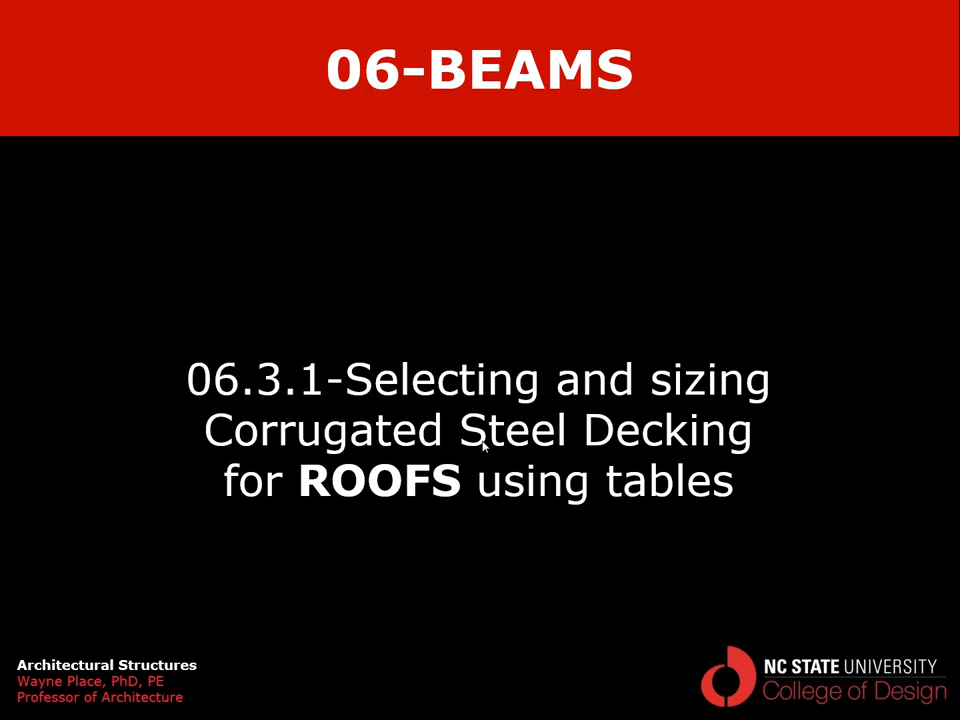 06-BEAMS
06.3.1-Selecting and sizing
Corrugated Steel Decking
for ROOFS using tables
Architectural Structures
Wayne Place, PhD, PE
Professor of Architecture
NC STATE UNIVERSITY
College of Design